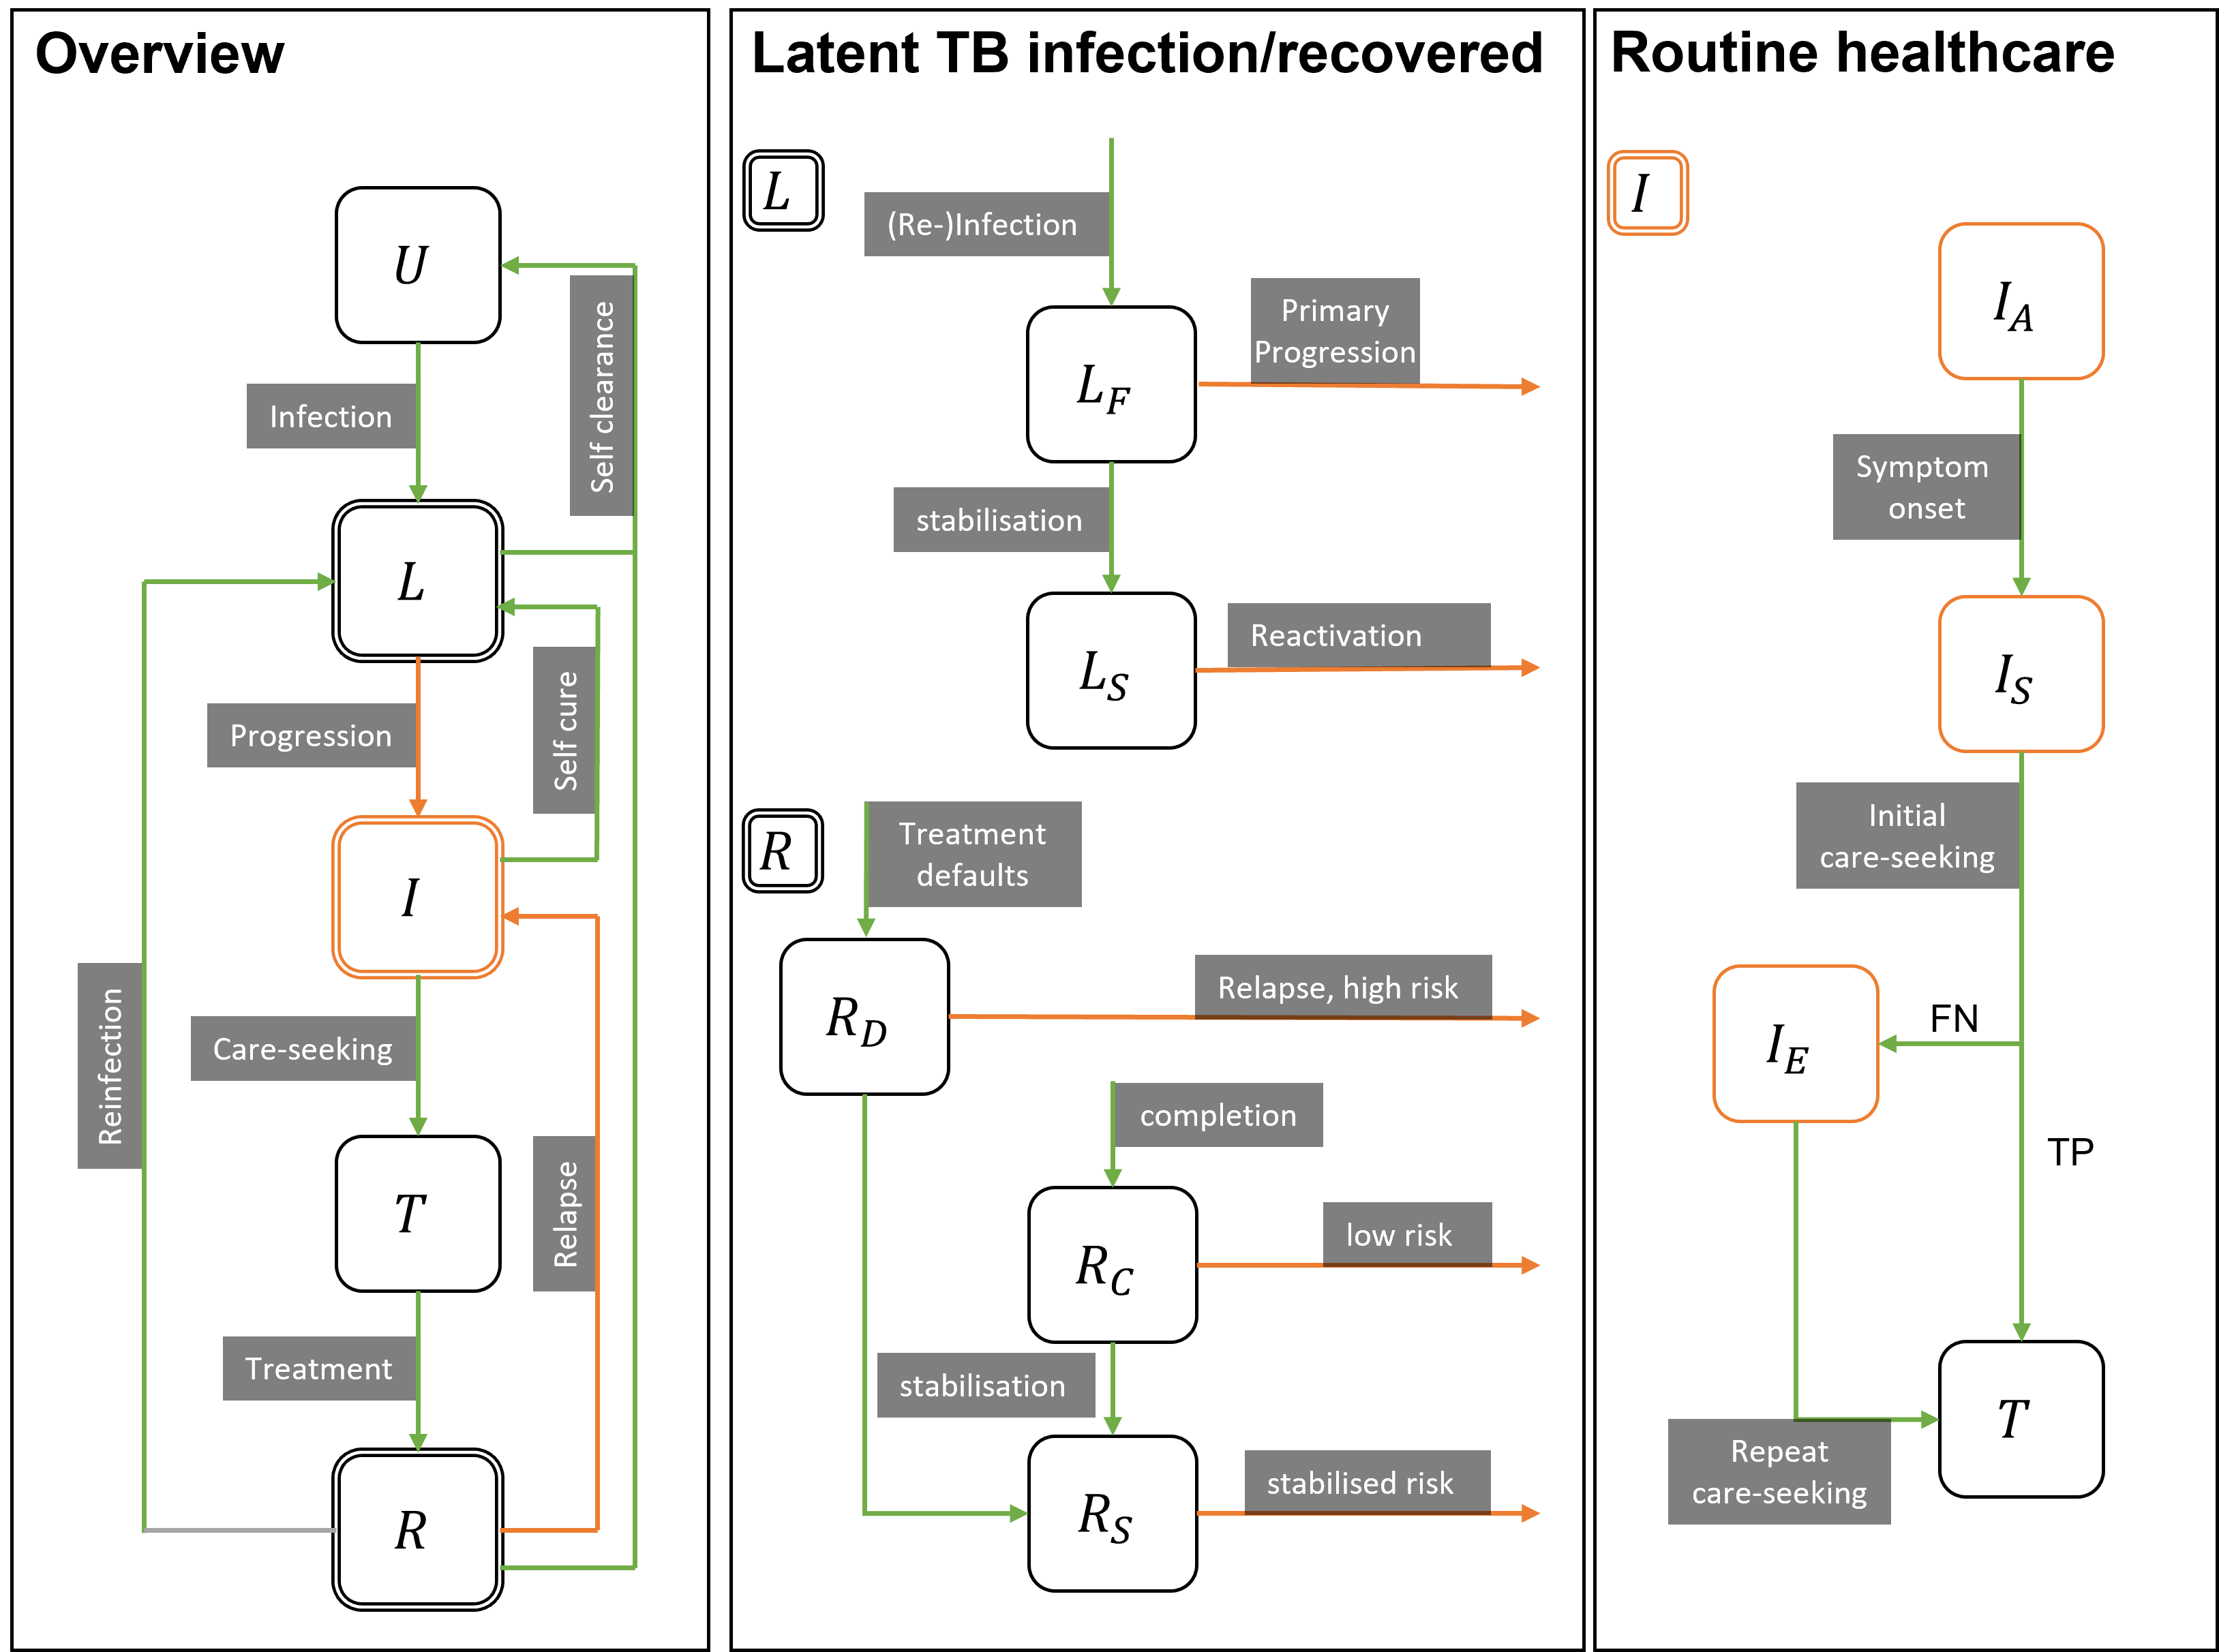 Overview
U
Infection
Self clearance
L
Progression
Self cure
I
Care-seeking
Reinfection
T
Relapse
Treatment
R
Latent TB infection/recovered
L
(Re-)Infection
Primary
Progression
L_F
stabilisation
Reactivation
L_S
R
Treatment
defaults
Relapse, high risk
R_D
completion
low risk
R_C
stabilisation
stabilised risk
R_S
Routine healthcare
I
I_A
Symptom
onset
I_S
Initial
care-seeking
FN
I_E
TP
T
Repeat
care-seeking